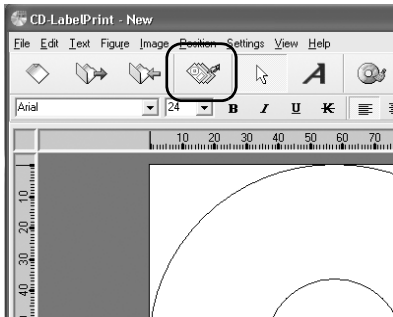 CD-LabelPrint - New
File Edit Text Figure Image Position Settings View Help
Arial 24 B I U K
10 20 30 40 50 60 70
10
20
30
40